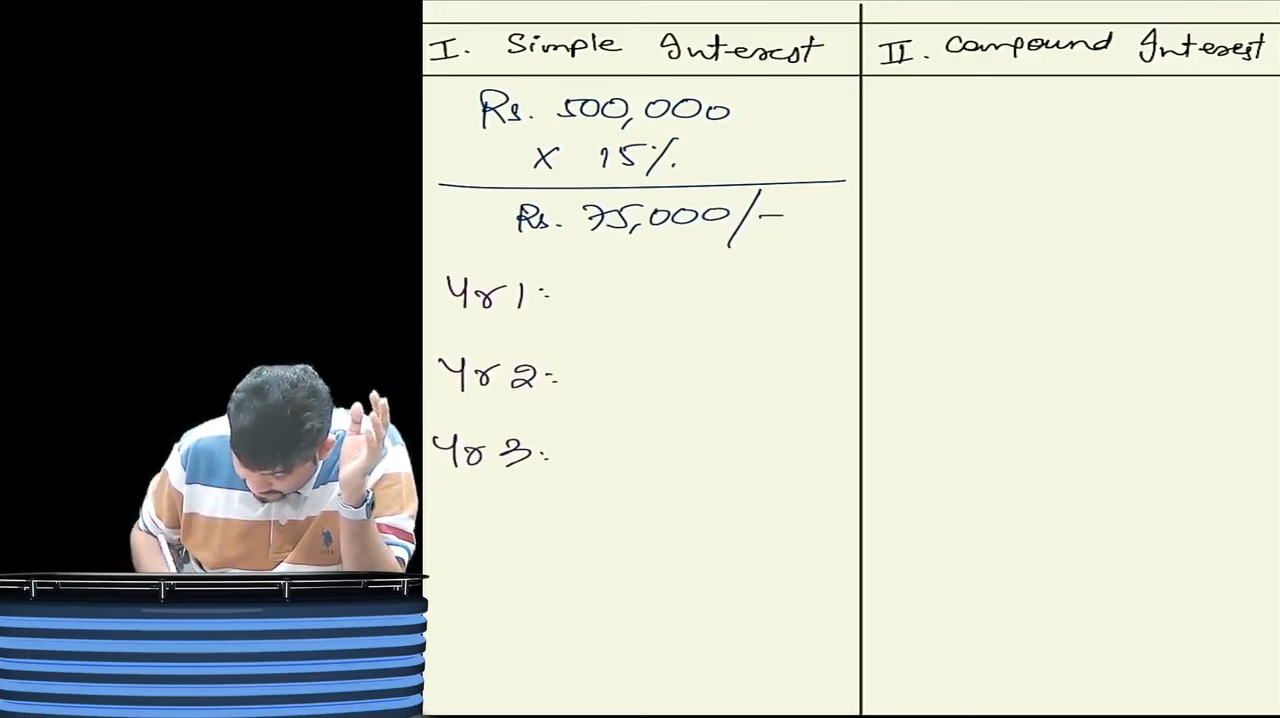 I. Simple Interest
II. Compound Interest
Rs. 500,000
x 15%
Rs. 75,000/-
Yr 1:-
Yr 2:-
Yr 3:-